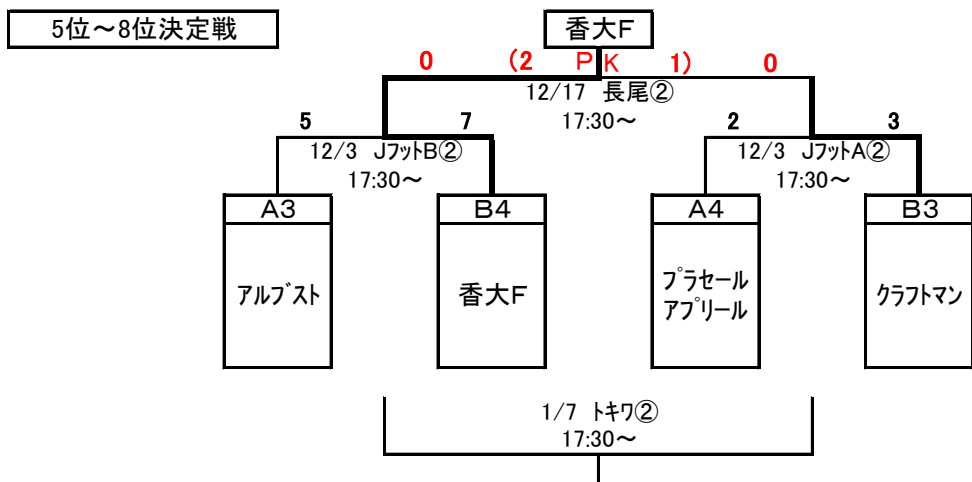 5位～8位決定戦
香大F
0 (2 PK 1) 0
12/17 長尾②
17:30～
5 7 2 3
12/3 JフットB②
17:30～
12/3 JフットA②
17:30～
A3
B4
A4
B3
アルブスト
香大F
プラセール
アプリール
クラフトマン
1/7 トキワ②
17:30～